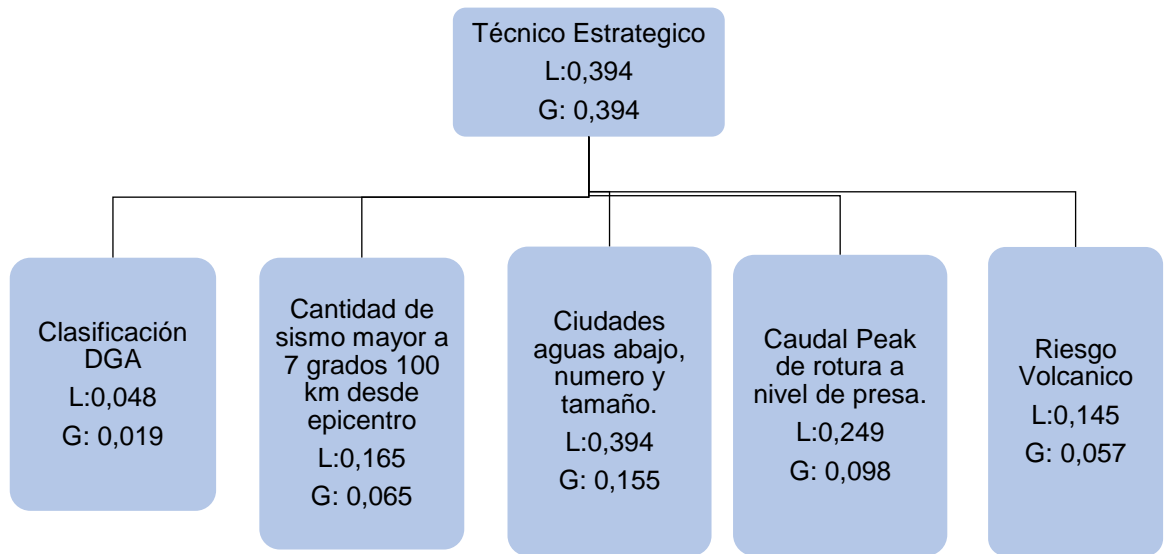 Técnico Estrategico
L:0,394
G: 0,394
Clasificación
DGA
L:0,048
G: 0,019
Cantidad de
sismo mayor a
7 grados 100
km desde
epicentro
L:0,165
G: 0,065
Ciudades
aguas abajo,
numero y
tamaño.
L:0,394
G: 0,155
Caudal Peak
de rotura a
nivel de presa.
L:0,249
G: 0,098
Riesgo
Volcanico
L:0,145
G: 0,057